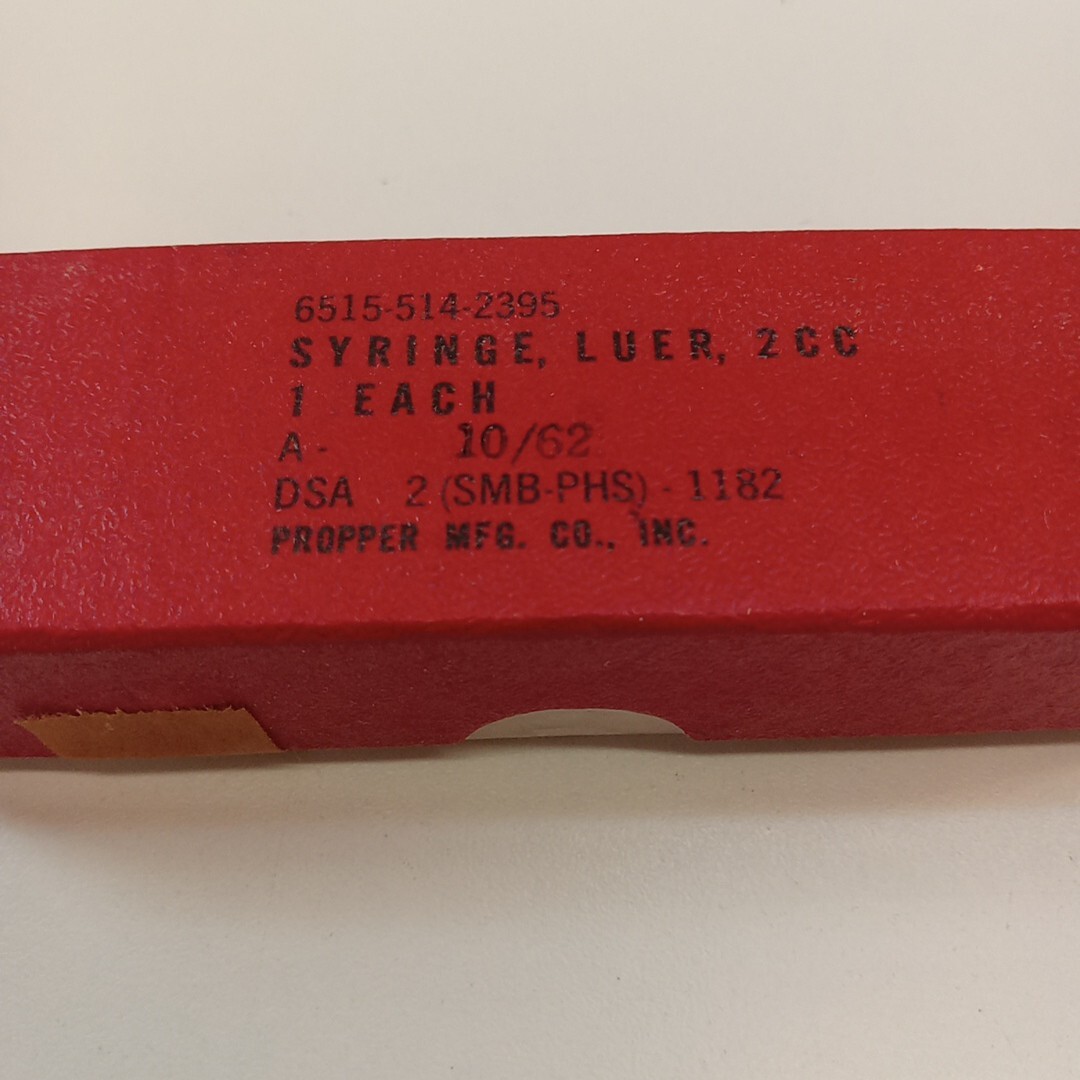 6515-514-2395
SYRINGE, LUER, 2CC
1 EACH
A - 10/62
DSA 2 (SMB-PHS) - 1182
PROPPER MFG. CO., INC.